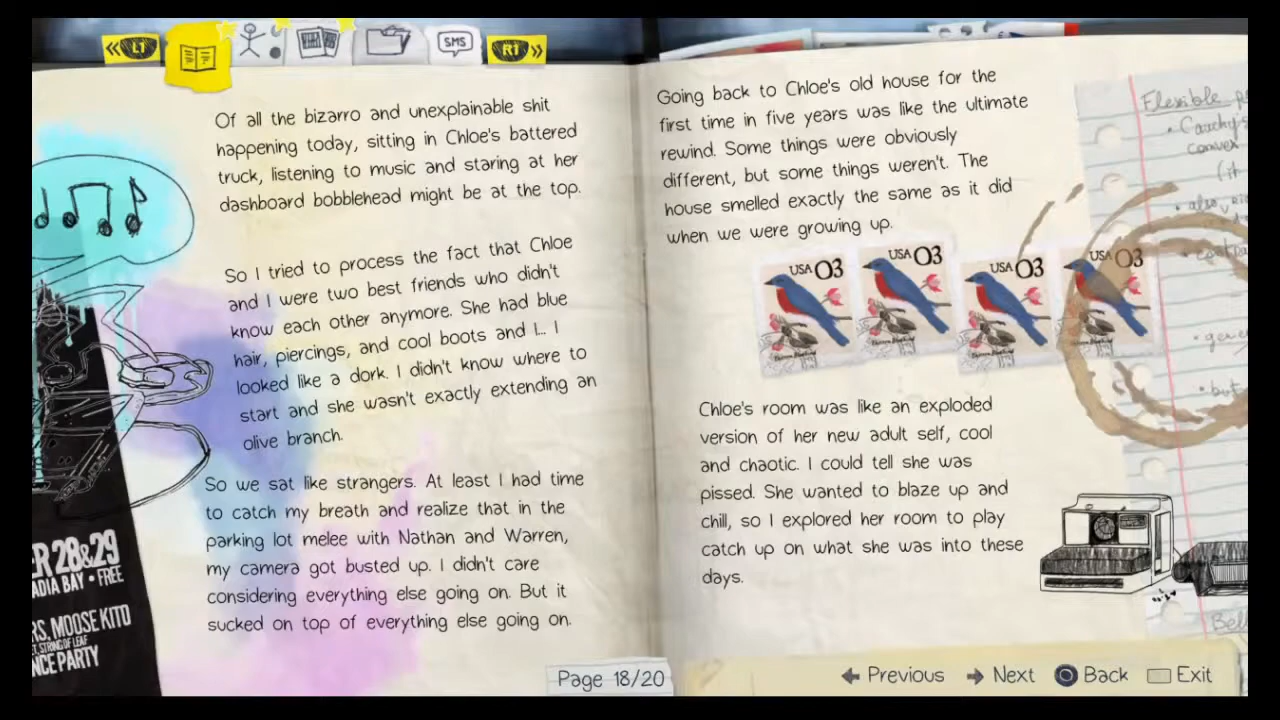 L1
SMS
R1
Of all the bizarro and unexplainable shit
happening today, sitting in Chloe's battered
truck, listening to music and staring at her
dashboard bobblehead might be at the top.
So I tried to process the fact that Chloe
and I were two best friends who didn't
know each other anymore. She had blue
hair, piercings, and cool boots and I... I
looked like a dork. I didn't know where to
start and she wasn't exactly extending an
olive branch.
So we sat like strangers. At least I had time
to catch my breath and realize that in the
parking lot melee with Nathan and Warren,
my camera got busted up. I didn't care
considering everything else going on. But it
sucked on top of everything else going on.
ER 28&29
ADIA BAY • FREE
RS, MOOSE KITO
STRING OF LEAF
NCE PARTY
Going back to Chloe's old house for the
first time in five years was like the ultimate
rewind. Some things were obviously
different, but some things weren't. The
house smelled exactly the same as it did
when we were growing up.
USA 03
USA 03
USA 03
USA 03
Chloe's room was like an exploded
version of her new adult self, cool
and chaotic. I could tell she was
pissed. She wanted to blaze up and
chill, so I explored her room to play
catch up on what she was into these
days.
Flexible
convex
Page 18/20
Previous
Next
Back
Exit